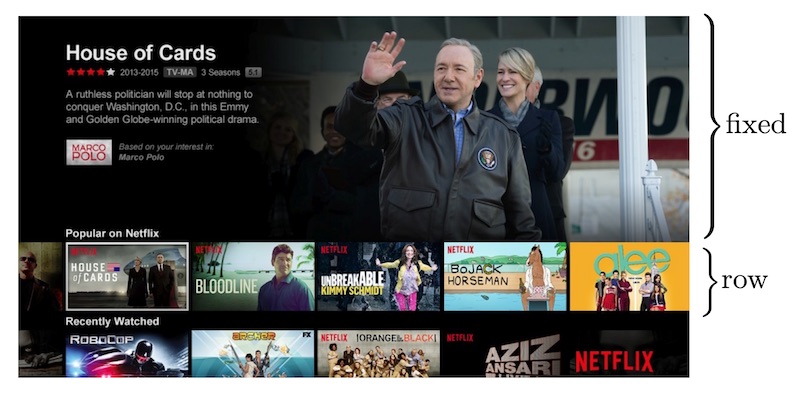 House of Cards
2013-2015 TV-MA 3 Seasons 5.1
A ruthless politician will stop at nothing to
conquer Washington, D.C., in this Emmy
and Golden Globe-winning political drama.
MARCO
POLO
Based on your interest in:
Marco Polo
UNDERWOO
16
fixed
Popular on Netflix
NETFLIX
HOUSE
of CARDS
NETFLIX
BLOODLINE
NETFLIX
UNBREAKABLE
KIMMY SCHMIDT
NETFLIX
BOJACK
HORSEMAN
glee
row
Recently Watched
ROBOCOP
ARCHER
FX
NETFLIX
ORANGE is the new BLACK
NETFLIX
AZIZ
ANSARI
LIVE
NETFLIX